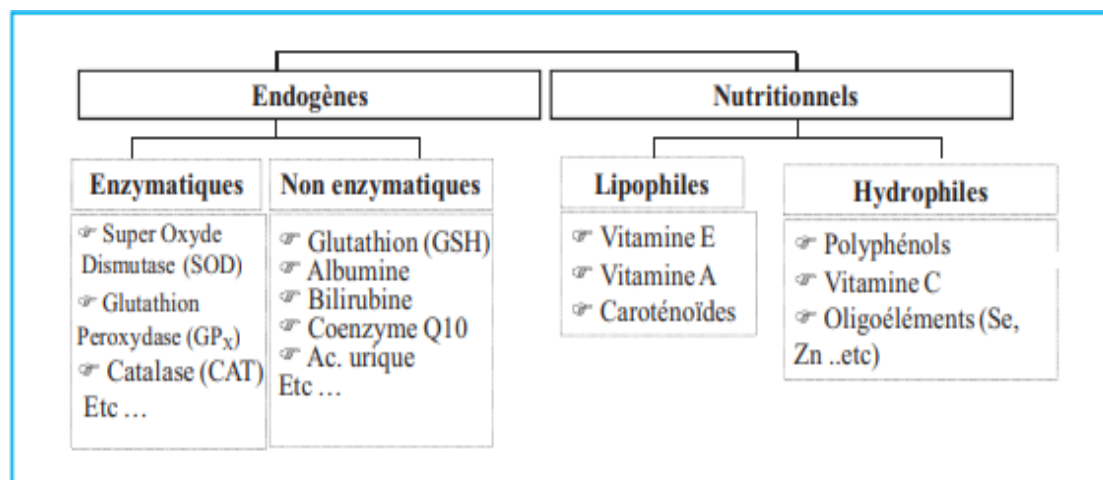 Endogènes
Nutritionnels
Enzymatiques
☞ Super Oxyde
Dismutase (SOD)
☞ Glutathion
Peroxydase (GPx)
☞ Catalase (CAT)
Etc ...
Non enzymatiques
☞ Glutathion (GSH)
☞ Albumine
☞ Bilirubine
☞ Coenzyme Q10
☞ Ac. urique
Etc ...
Lipophiles
☞ Vitamine E
☞ Vitamine A
☞ Caroténoïdes
Hydrophiles
☞ Polyphénols
☞ Vitamine C
☞ Oligoéléments (Se,
Zn ..etc)